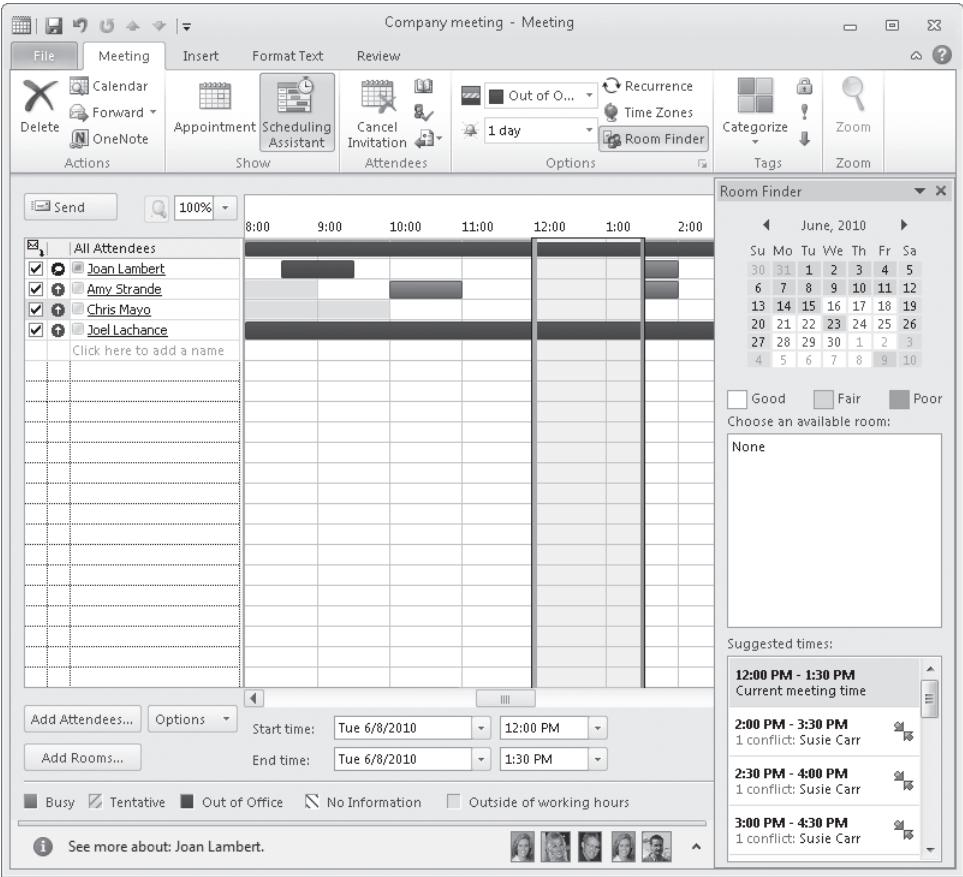 Company meeting - Meeting
File Meeting Insert Format Text Review
Delete
Calendar
Forward
OneNote
Actions
Appointment
Scheduling
Assistant
Show
Cancel
Invitation
Attendees
Out of O...
1 day
Recurrence
Time Zones
Room Finder
Options
Categorize
Tags
Zoom
Zoom
Send
100%
8:00 9:00 10:00 11:00 12:00 1:00 2:00
All Attendees
Joan Lambert
Amy Strande
Chris Mayo
Joel Lachance
Click here to add a name
Add Attendees... Options
Add Rooms...
Start time: Tue 6/8/2010 12:00 PM
End time: Tue 6/8/2010 1:30 PM
Busy Tentative Out of Office No Information Outside of working hours
See more about: Joan Lambert.
Room Finder
June, 2010
Su Mo Tu We Th Fr Sa
30 31 1 2 3 4 5
6 7 8 9 10 11 12
13 14 15 16 17 18 19
20 21 22 23 24 25 26
27 28 29 30 1 2 3
4 5 6 7 8 9 10
Good Fair Poor
Choose an available room:
None
Suggested times:
12:00 PM - 1:30 PM
Current meeting time
2:00 PM - 3:30 PM
1 conflict: Susie Carr
2:30 PM - 4:00 PM
1 conflict: Susie Carr
3:00 PM - 4:30 PM
1 conflict: Susie Carr